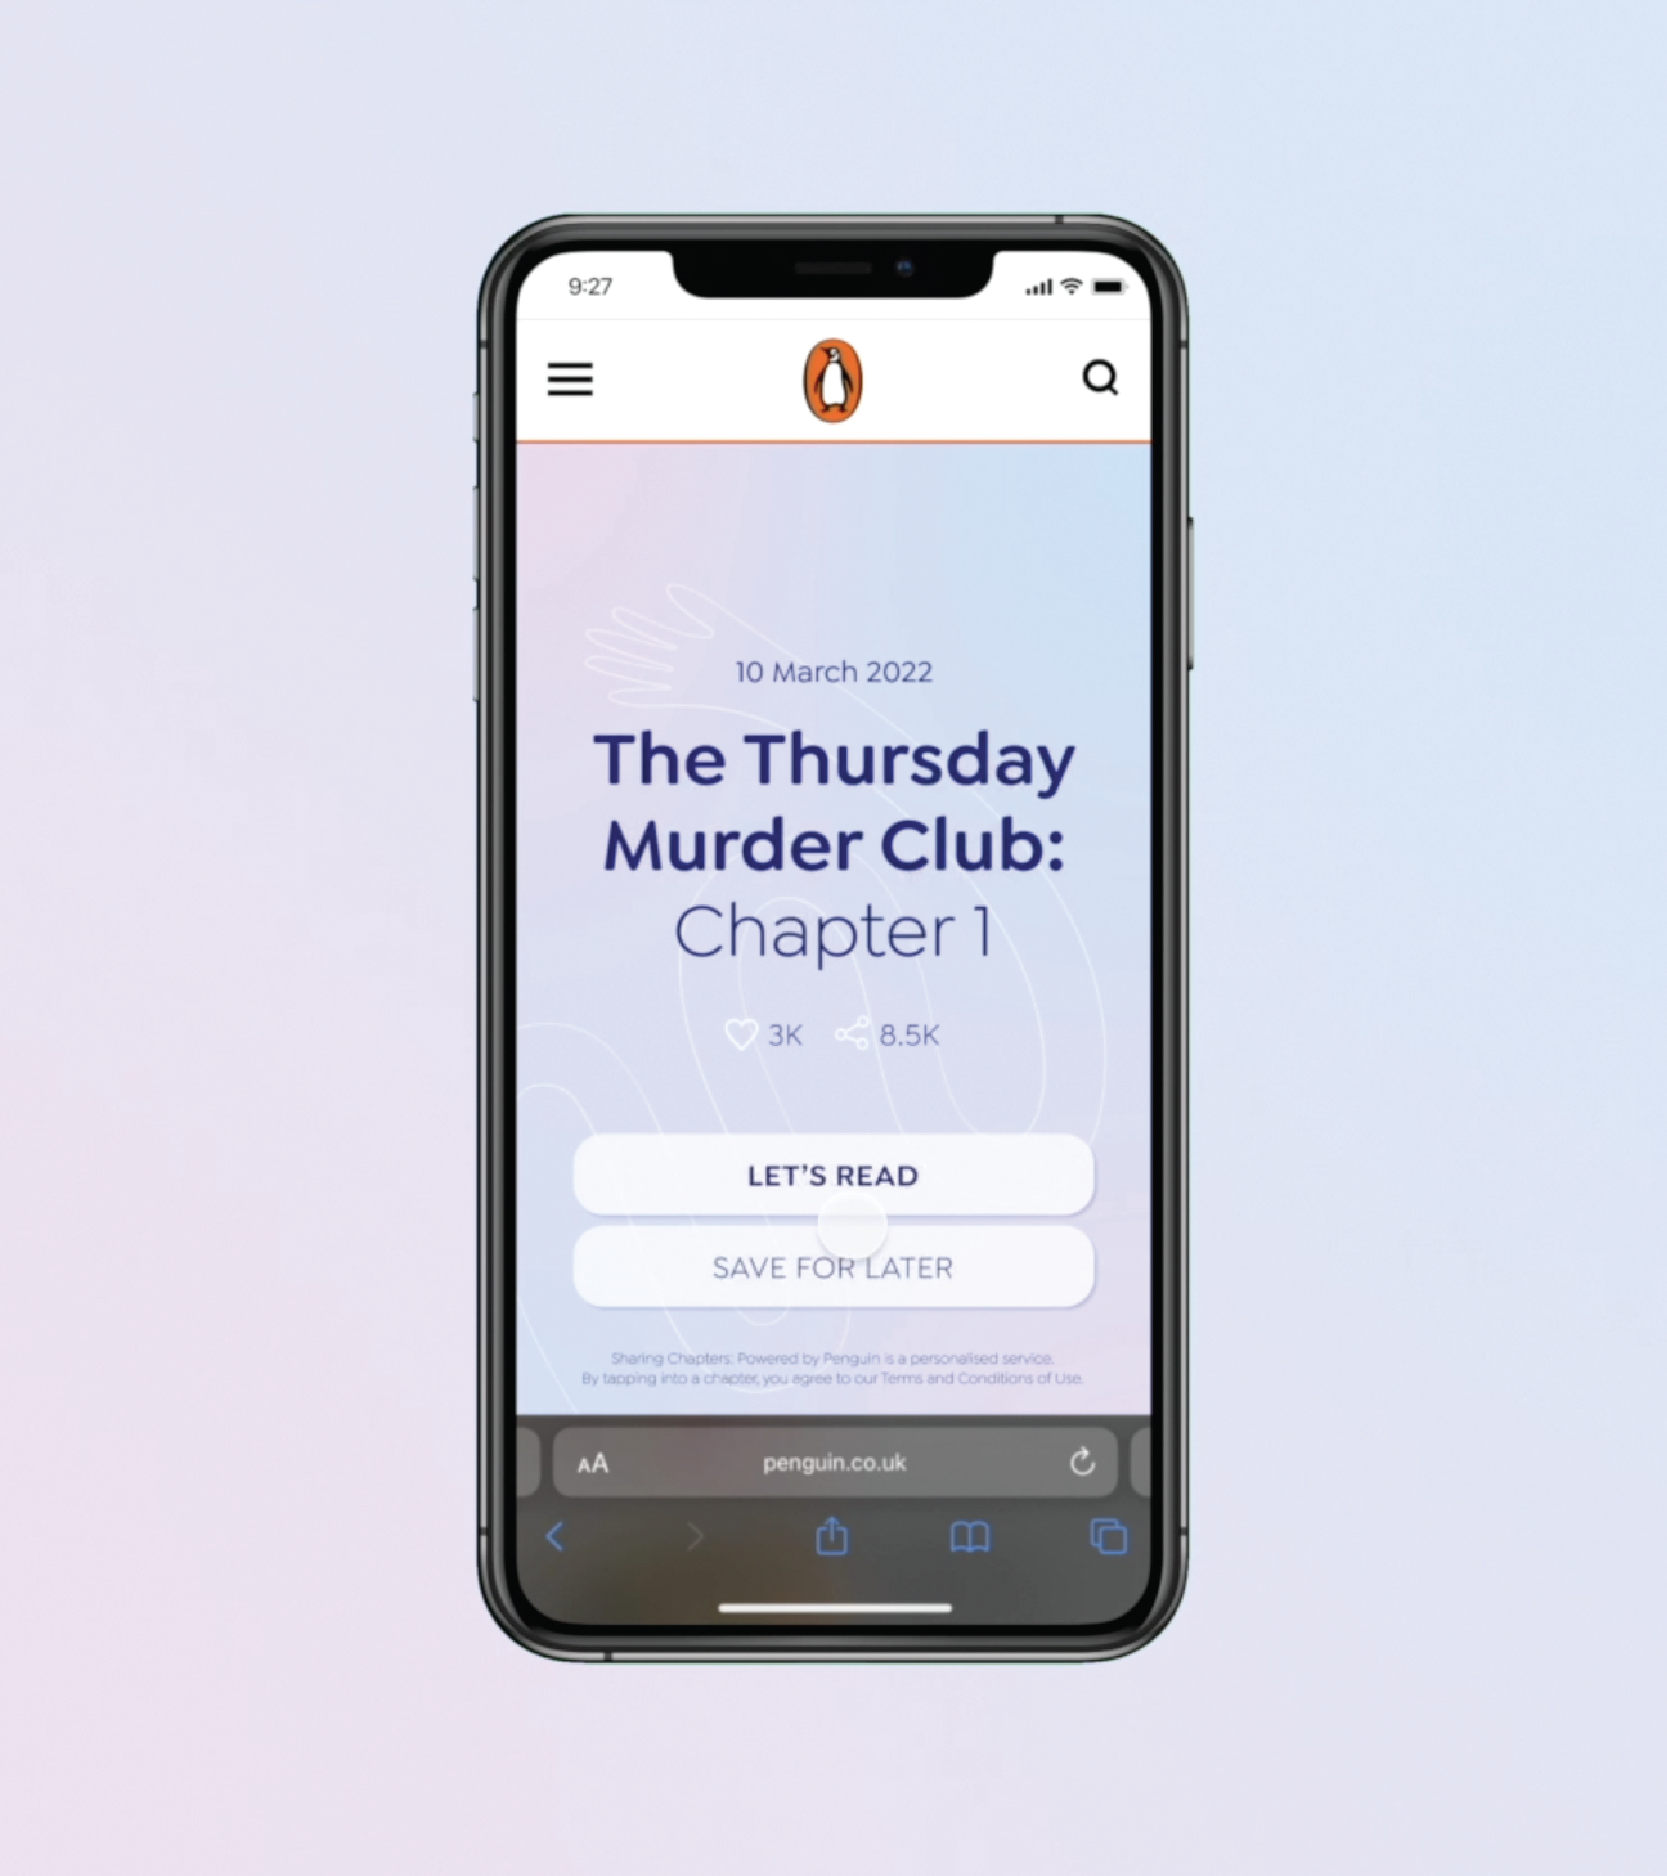 9:27
10 March 2022
The Thursday
Murder Club:
Chapter 1
3K 8.5K
LET'S READ
SAVE FOR LATER
Sharing Chapters: Powered by Penguin is a personalised service.
By tapping into a chapter, you agree to our Terms and Conditions of Use.
AA penguin.co.uk